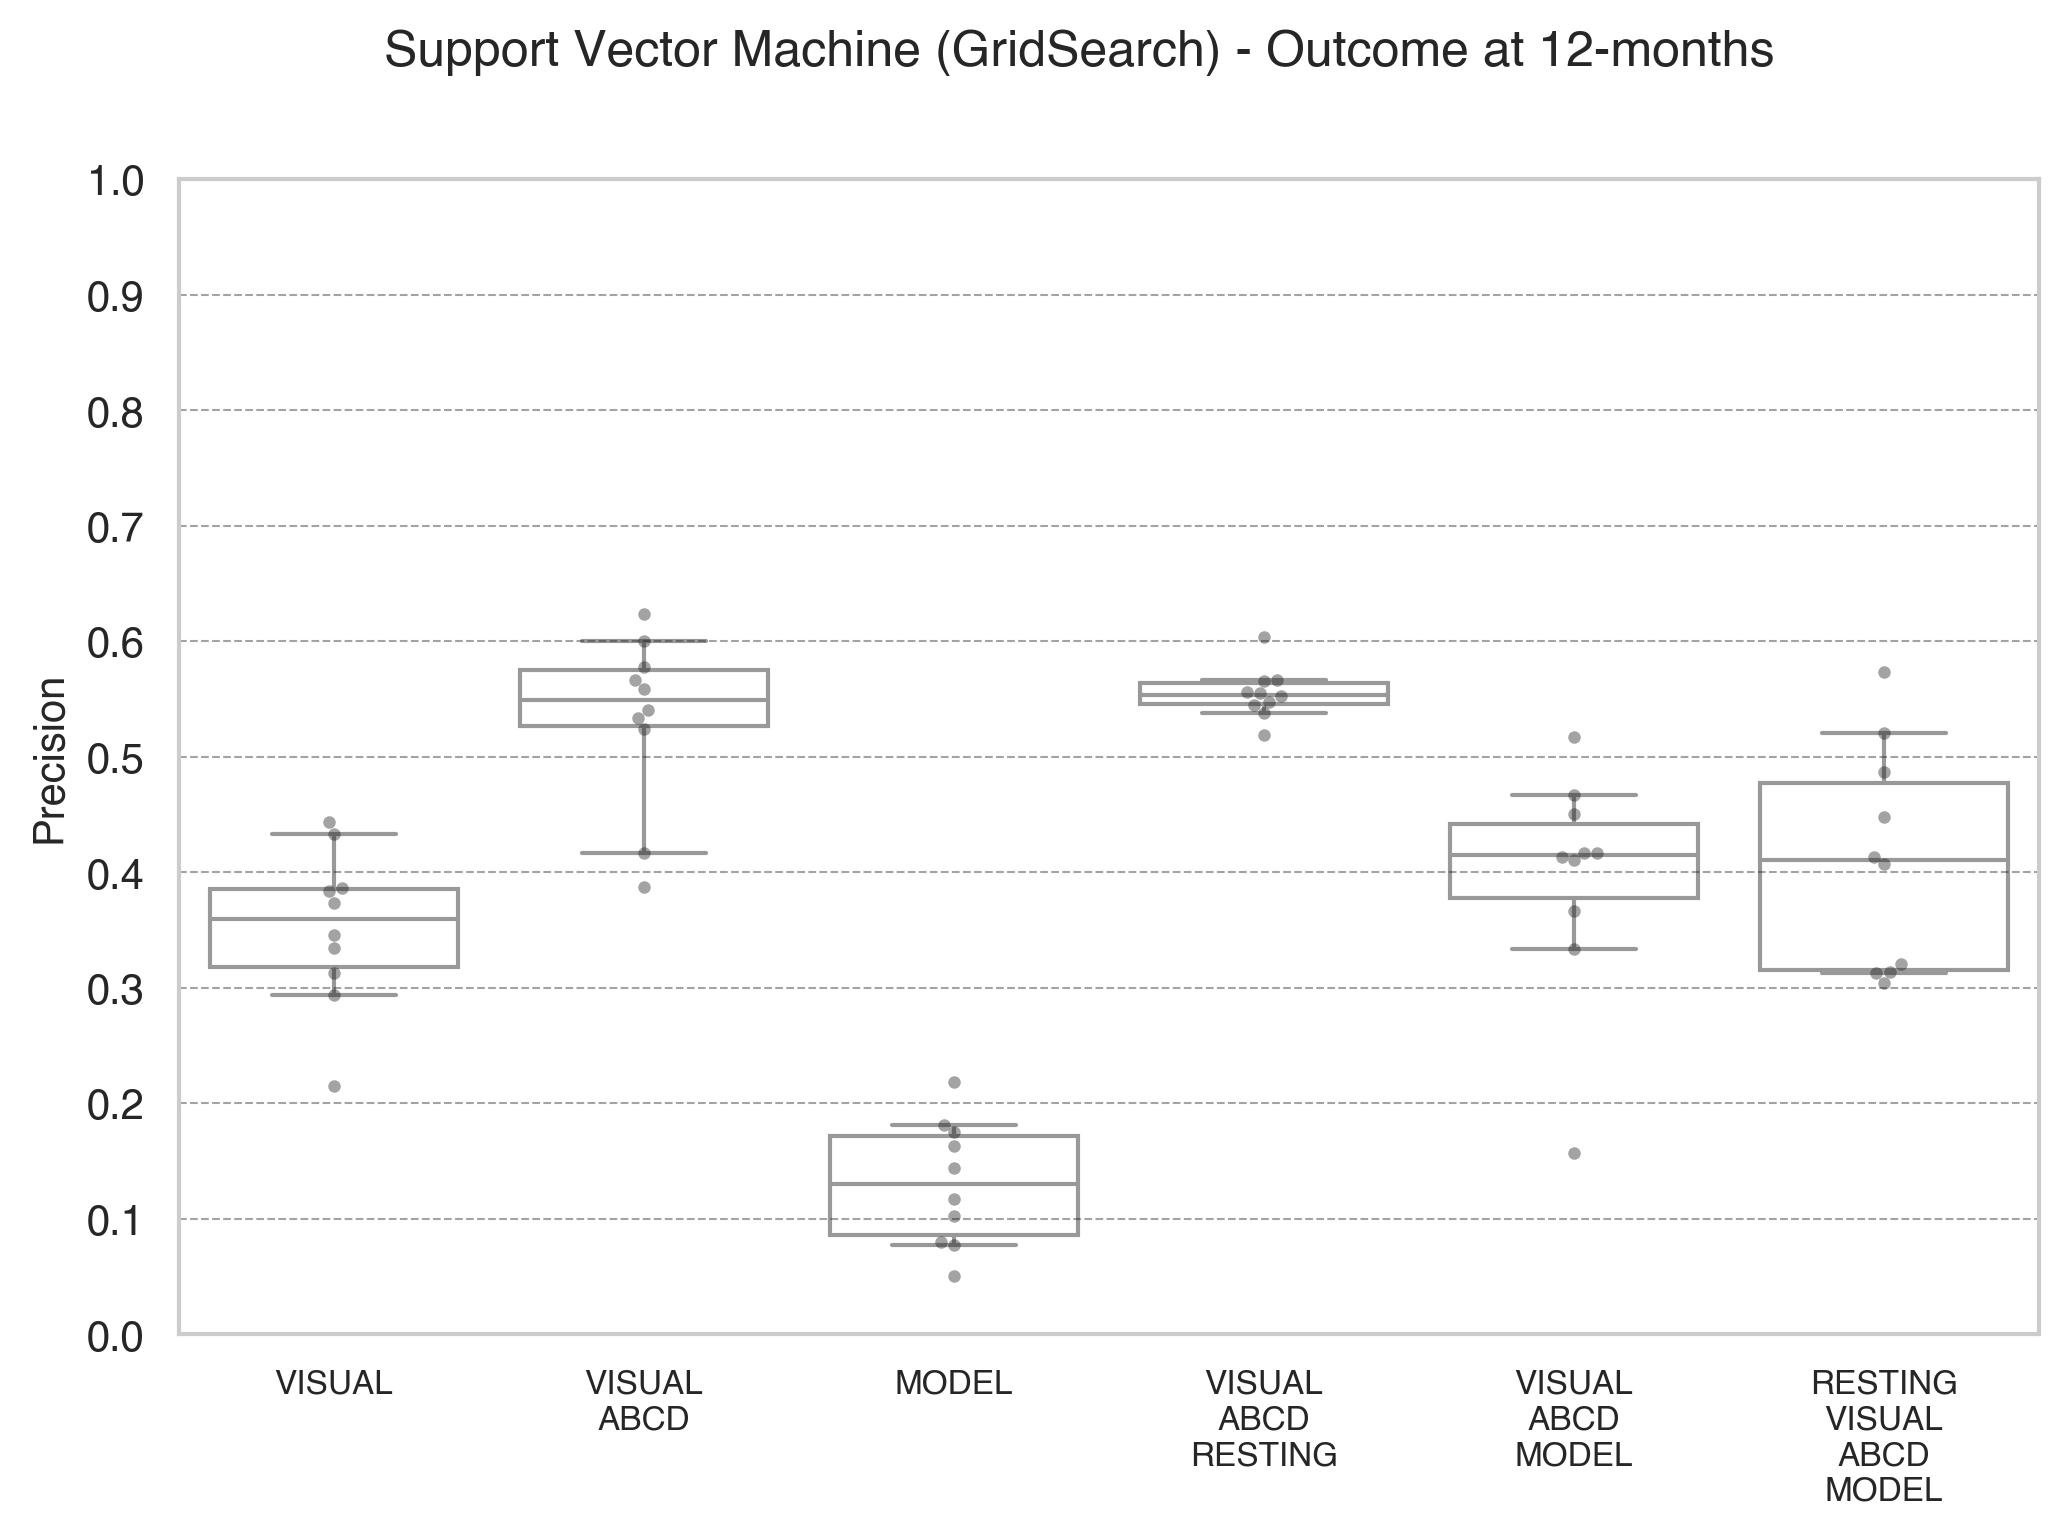 Support Vector Machine (GridSearch) - Outcome at 12-months
1.0
0.9
0.8
0.7
0.6
0.5
0.4
0.3
0.2
0.1
0.0
Precision
VISUAL
VISUAL
ABCD
MODEL
VISUAL
ABCD
RESTING
VISUAL
ABCD
MODEL
RESTING
VISUAL
ABCD
MODEL